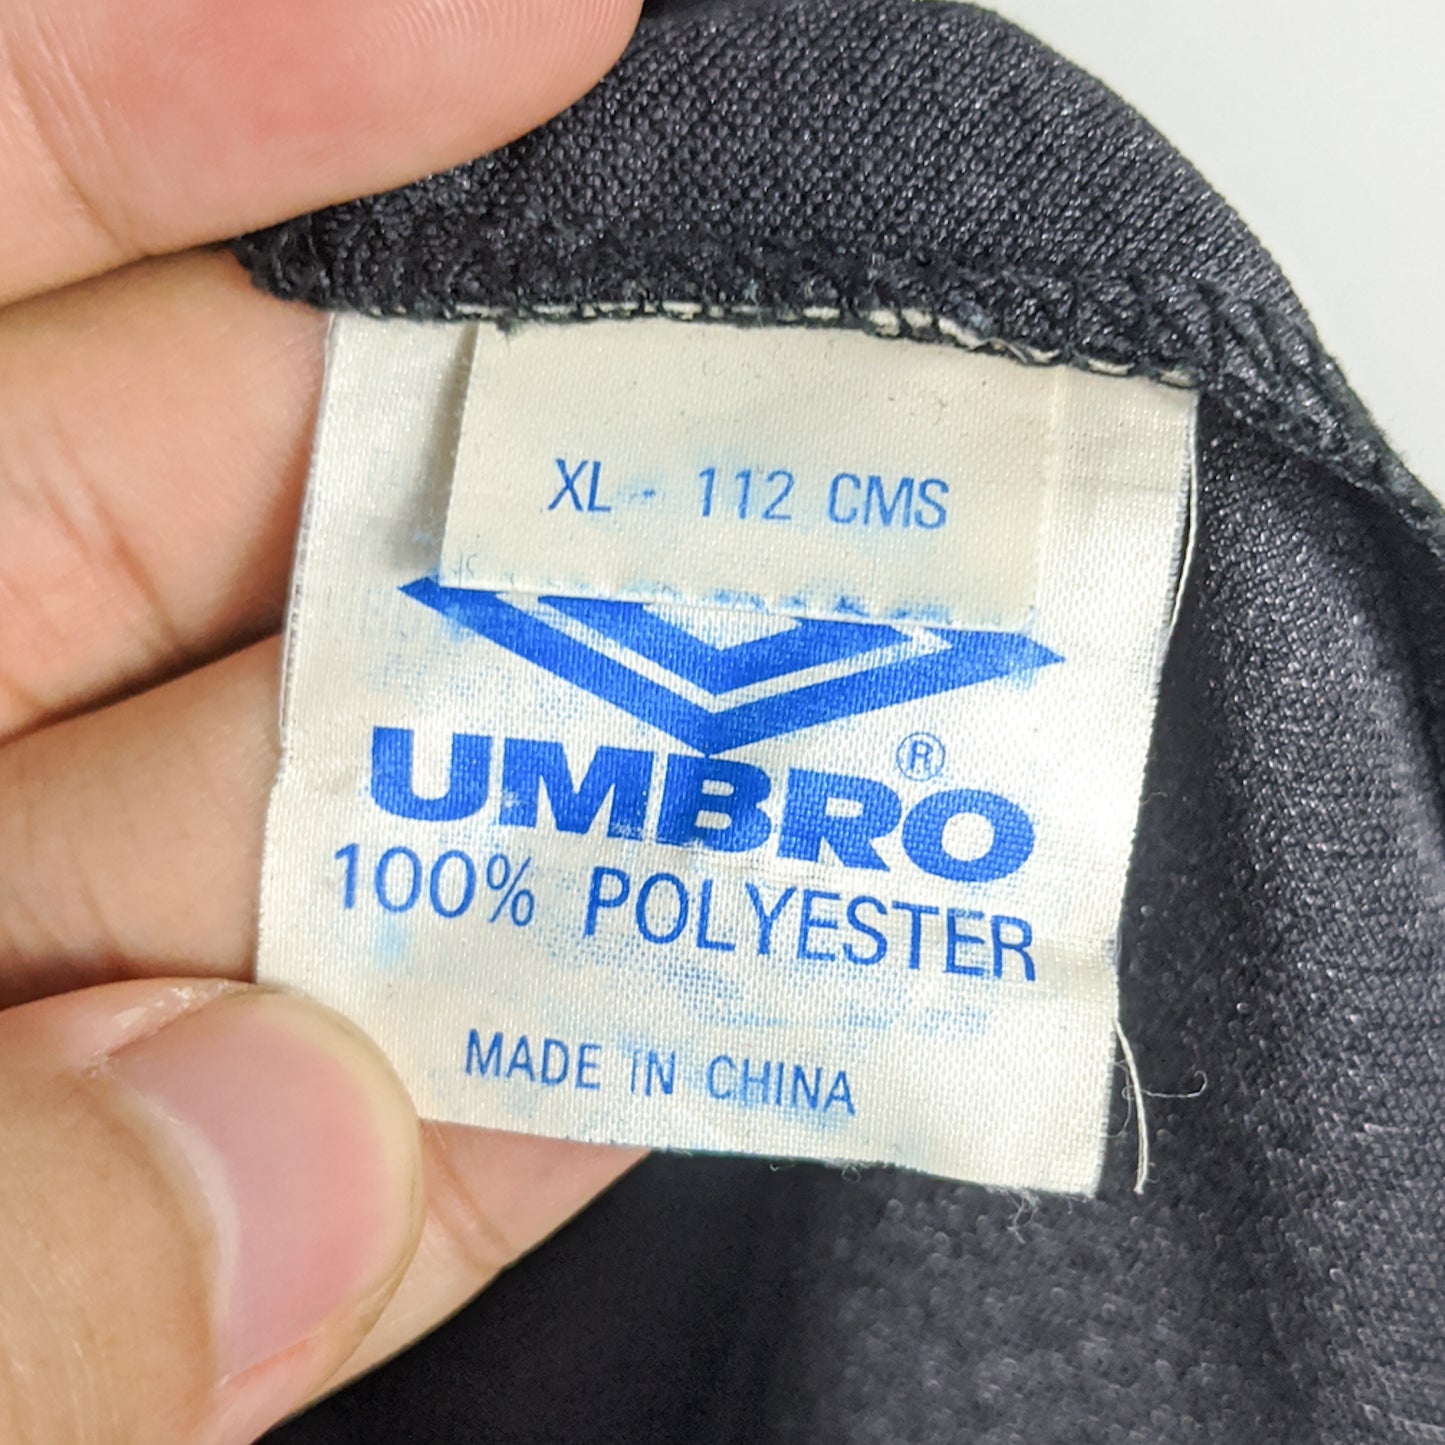 XL - 112 CMS
UMBRO®
100% POLYESTER
MADE IN CHINA